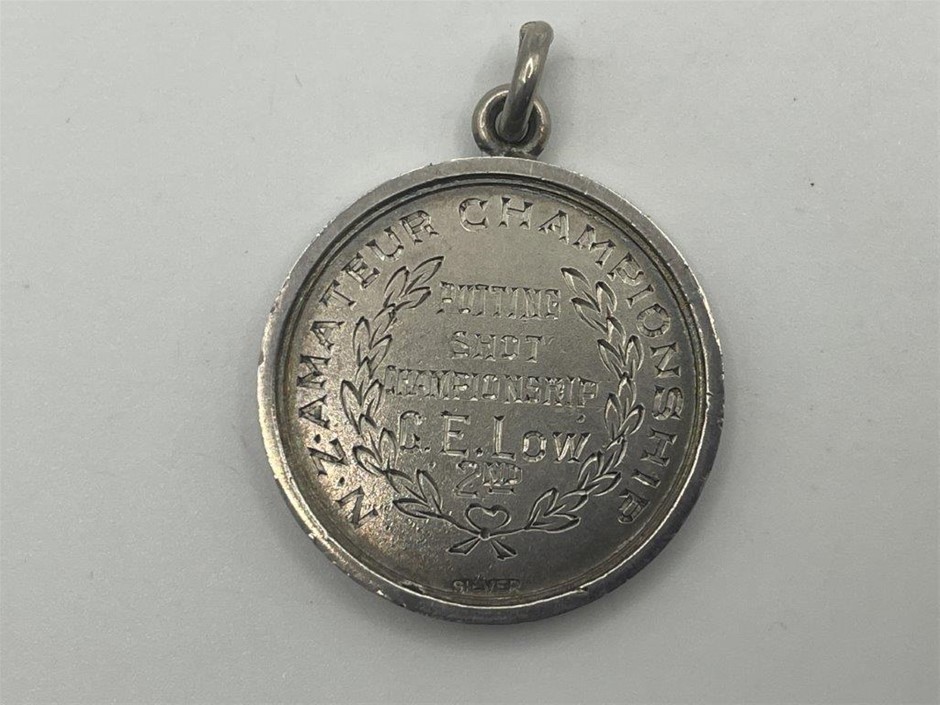 N.Z. AMATEUR CHAMPIONSHIP
PUTTING
SHOT
CHAMPIONSHIP
G. E. LOW
2ND
SILVER